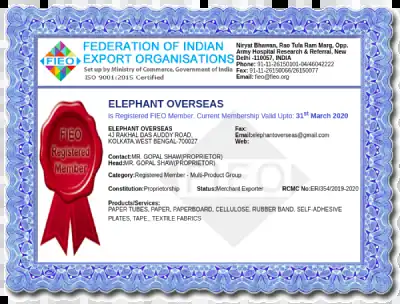 FEDERATION OF INDIAN
EXPORT ORGANISATIONS
Set up by Ministry of Commerce, Government of India
ISO 9001:2015 Certified
FIEO
Niryat Bhawan, Rao Tula Ram Marg, Opp.
Army Hospital Research & Referral, New
Delhi -110057, INDIA
Phone: 91-11-26150101-04/46042222
Fax: 91-11-26150066/26150077
Email: fieo@fieo.org
ELEPHANT OVERSEAS
is Registered FIEO Member. Current Membership Valid Upto: 31st March 2020
ELEPHANT OVERSEAS
4J RAKHAL DAS AUDDY ROAD,
KOLKATA,WEST BENGAL-700027
Fax:
Email:elephantoverseas@gmail.com
Web:
Contact:MR. GOPAL SHAW(PROPRIETOR)
Head:MR. GOPAL SHAW(PROPRIETOR)
Category:Registered Member - Multi-Product Group
Constitution:Proprietorship Status:Merchant Exporter RCMC No:ER/354/2019-2020
Products/Services:
PAPER TUBES, PAPER, PAPERBOARD, CELLULOSE, RUBBER BAND, SELF-ADHESIVE
PLATES, TAPE,, TEXTILE FABRICS
FIEO
Registered
Member